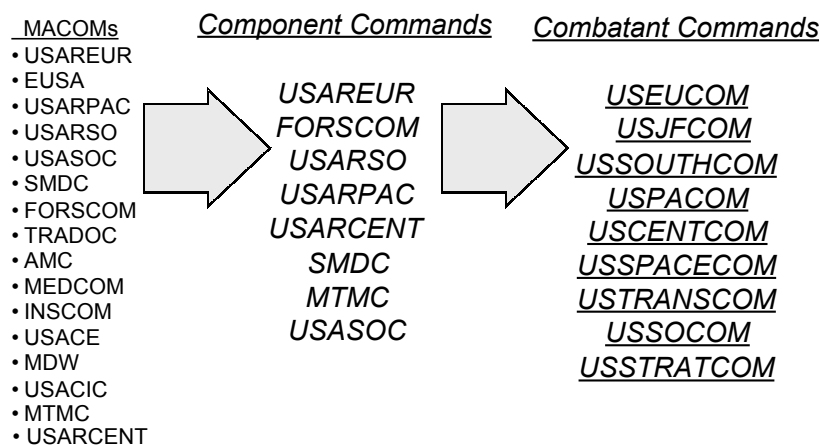 MACOMs
• USAREUR
• EUSA
• USARPAC
• USARSO
• USASOC
• SMDC
• FORSCOM
• TRADOC
• AMC
• MEDCOM
• INSCOM
• USACE
• MDW
• USACIC
• MTMC
• USARCENT
Component Commands
USAREUR
FORSCOM
USARSO
USARPAC
USARCENT
SMDC
MTMC
USASOC
Combatant Commands
USEUCOM
USJFCOM
USSOUTHCOM
USPACOM
USCENTCOM
USSPACECOM
USTRANSCOM
USSOCOM
USSTRATCOM